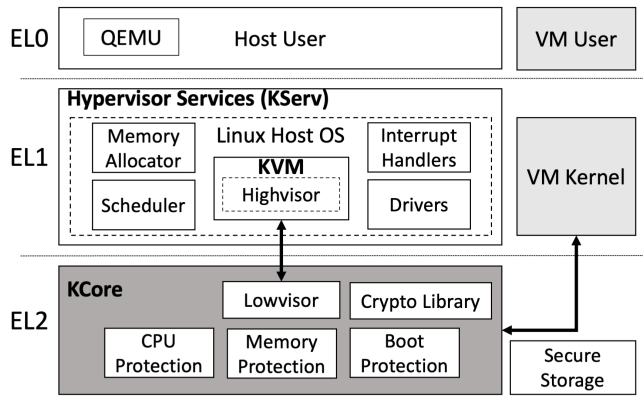 EL0
QEMU
Host User
VM User
Hypervisor Services (KServ)
EL1
Memory
Allocator
Linux Host OS
Interrupt
Handlers
KVM
Highvisor
Scheduler
Drivers
VM Kernel
KCore
EL2
Lowvisor
Crypto Library
CPU
Protection
Memory
Protection
Boot
Protection
Secure
Storage